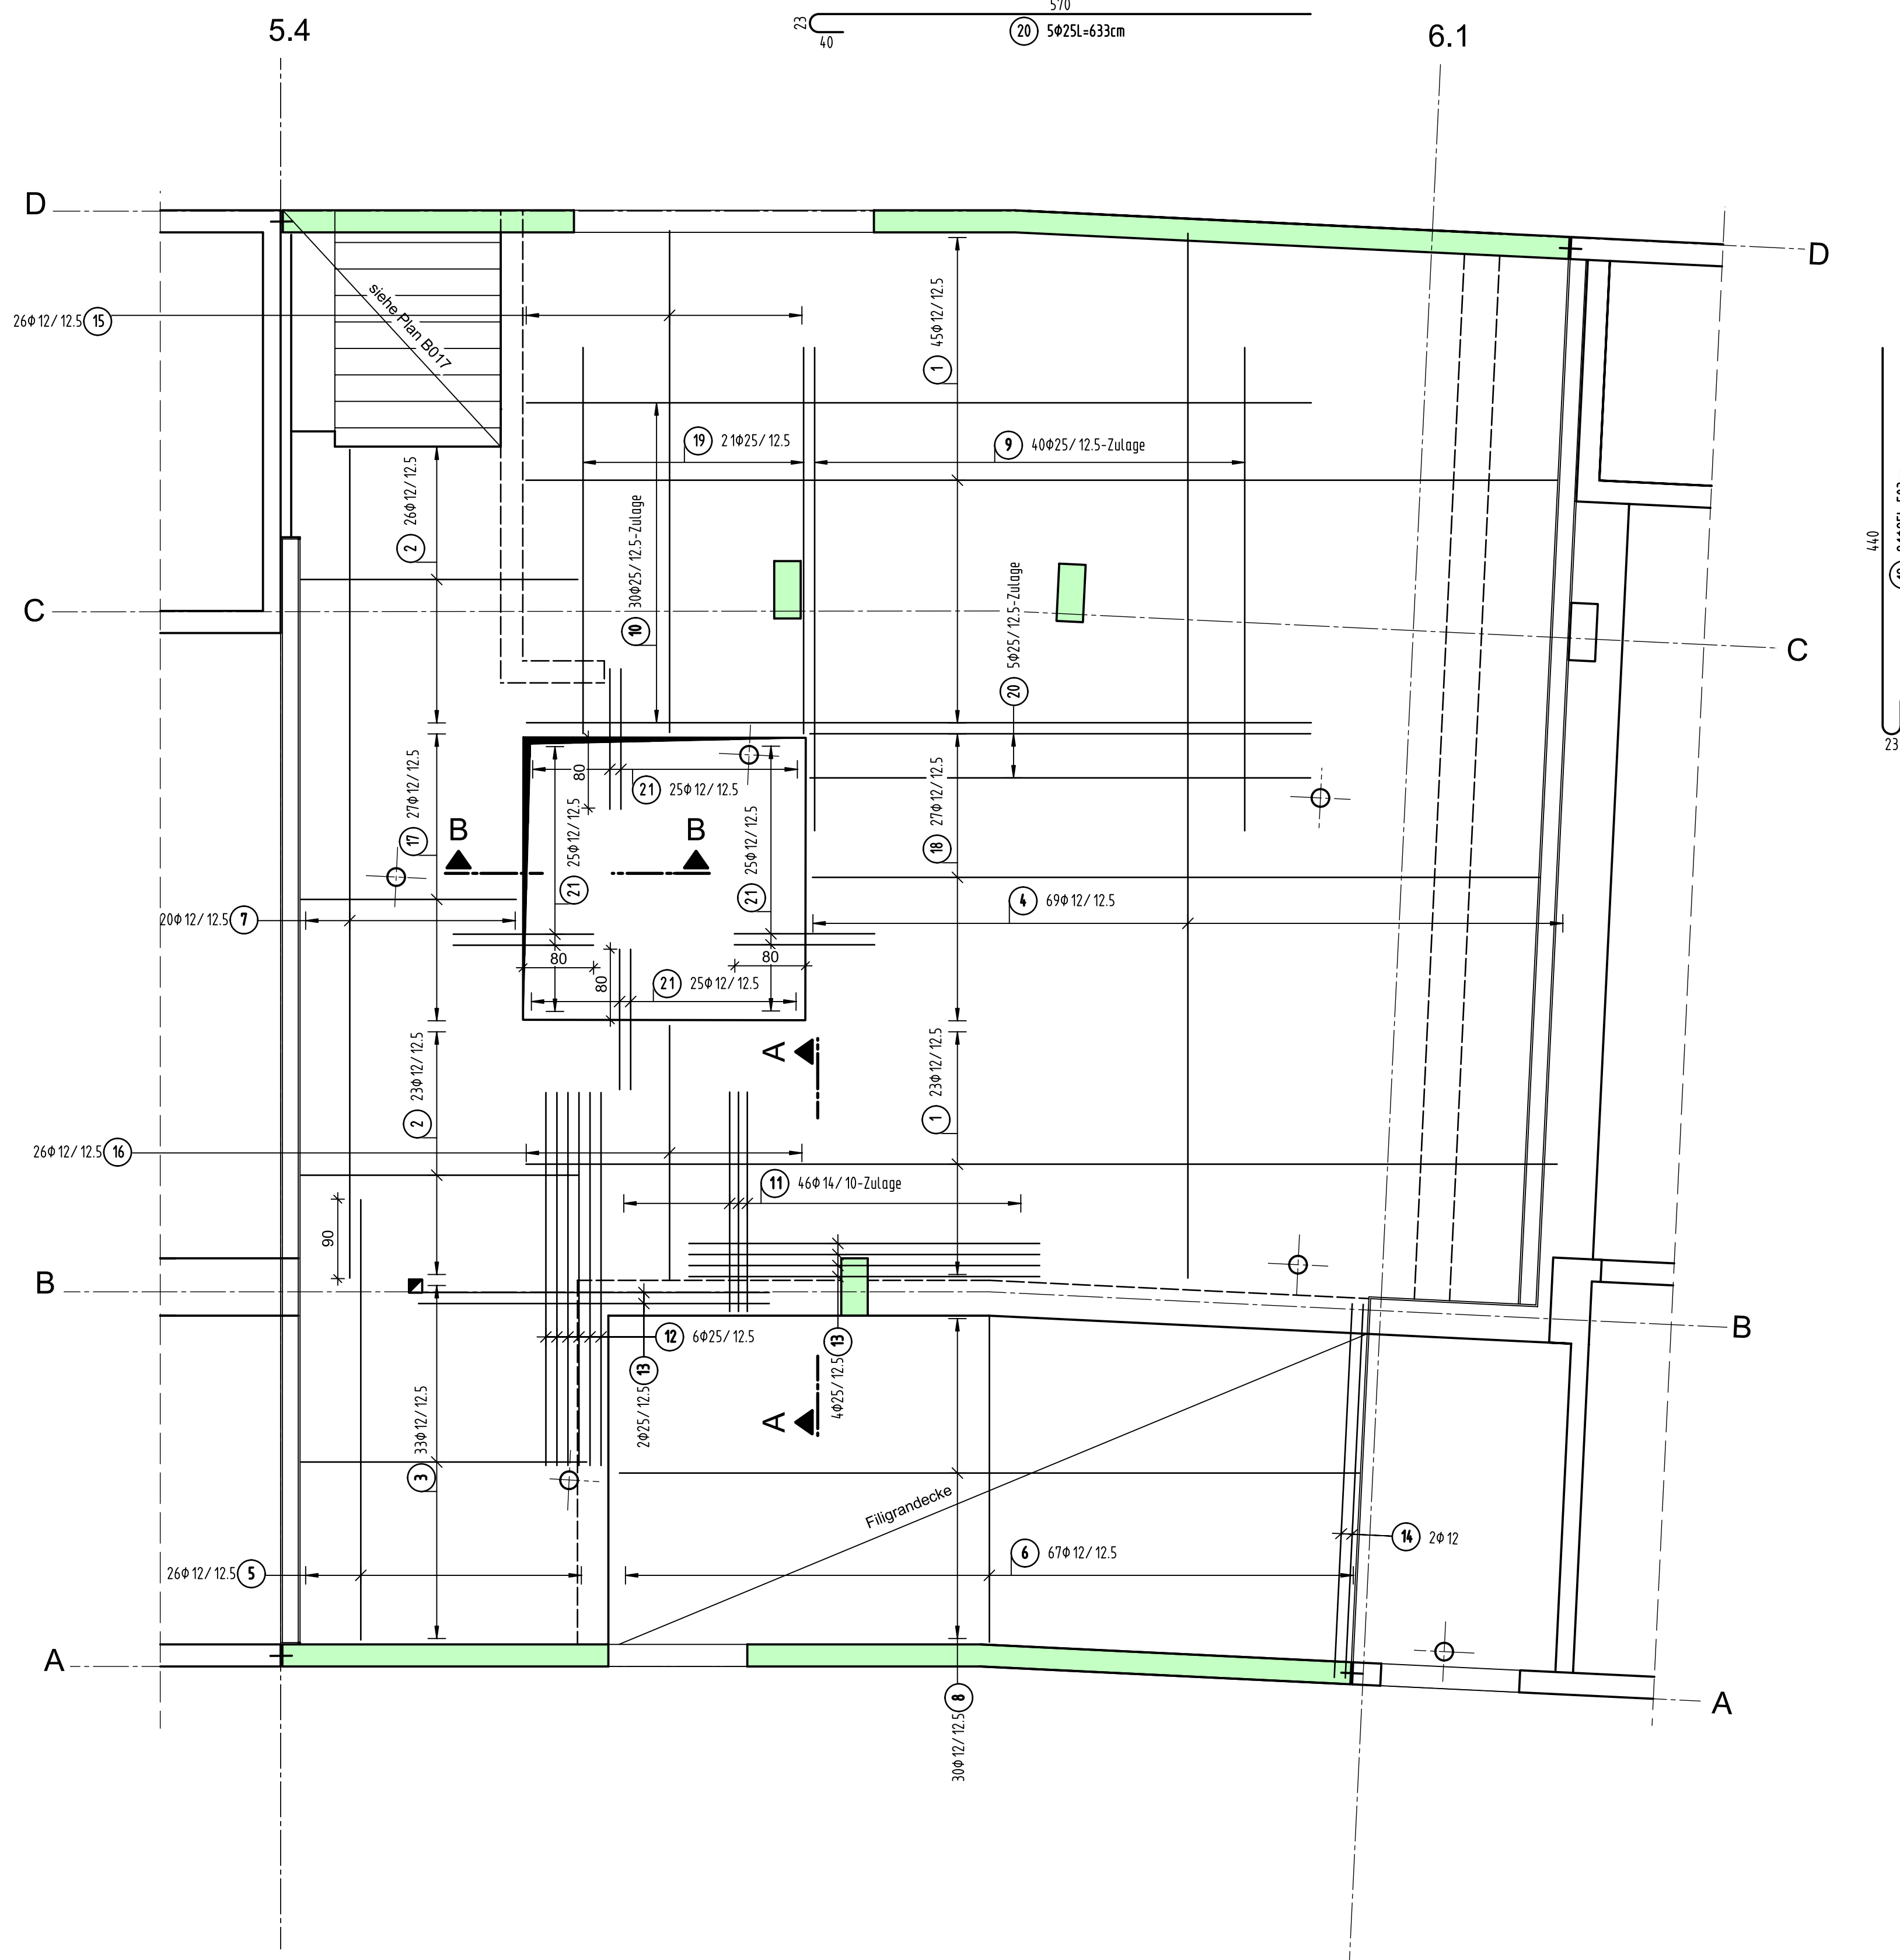 570
23
40
20 5Φ25L=633cm
5.4
6.1
D
D
siehe Plan B017
26Φ12/12.5 15
1 45Φ12/12.5
19 21Φ25/12.5
9 40Φ25/12.5-Zulage
2 26Φ12/12.5
10 30Φ25/12.5-Zulage
440
23
C
C
20 5Φ25/12.5-Zulage
17 27Φ12/12.5
80
21 25Φ12/12.5
21 25Φ12/12.5
21 25Φ12/12.5
18 27Φ12/12.5
B
B
4 69Φ12/12.5
20Φ12/12.5 7
80
80
80
21 25Φ12/12.5
A
2 23Φ12/12.5
1 23Φ12/12.5
26Φ12/12.5 16
11 46Φ14/10-Zulage
90
B
B
12 6Φ25/12.5
13
2Φ25/12.5
13
4Φ25/12.5
A
3 33Φ12/12.5
Filigrandecke
14 2Φ12
6 67Φ12/12.5
26Φ12/12.5 5
A
A
8
30Φ12/12.5